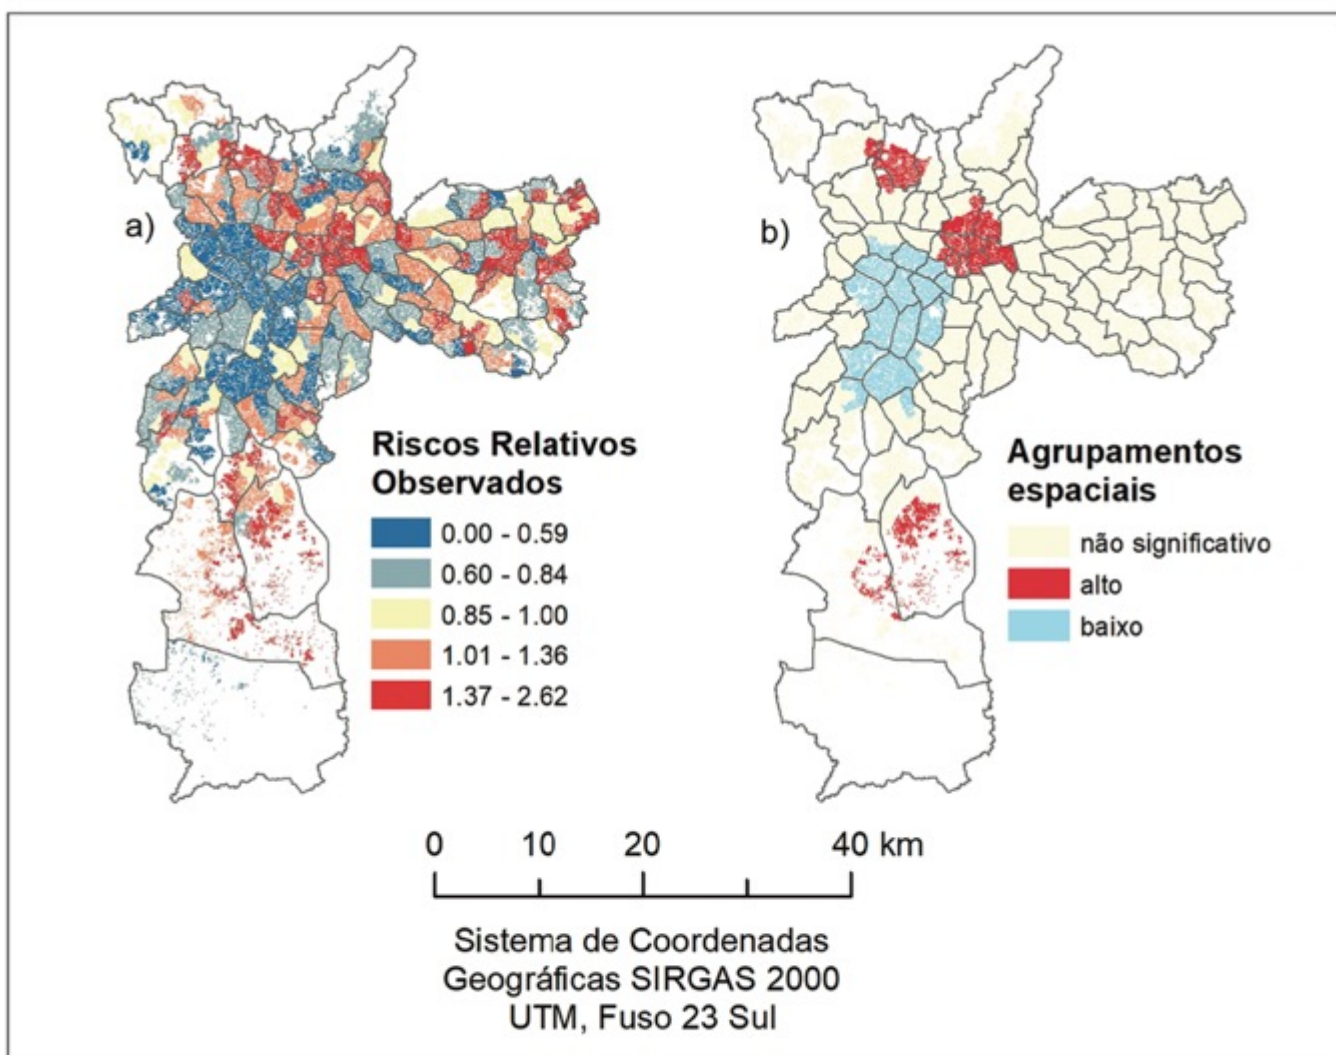 a)
Riscos Relativos
Observados
0.00 - 0.59
0.60 - 0.84
0.85 - 1.00
1.01 - 1.36
1.37 - 2.62
b)
Agrupamentos
espaciais
não significativo
alto
baixo
0 10 20 40 km
Sistema de Coordenadas
Geográficas SIRGAS 2000
UTM, Fuso 23 Sul